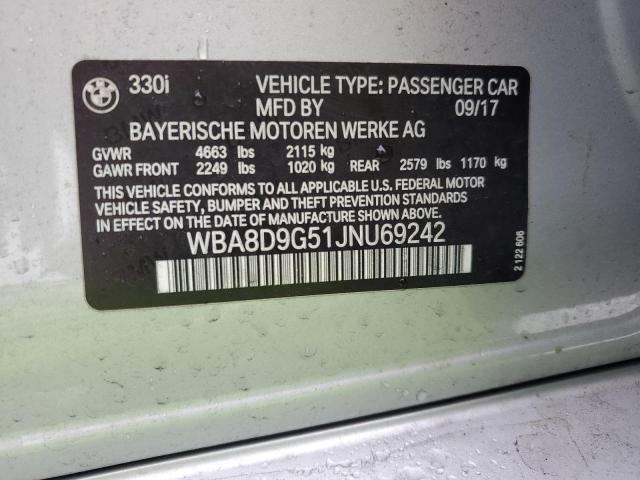 BMW 330i VEHICLE TYPE: PASSENGER CAR
MFD BY 09/17
BAYERISCHE MOTOREN WERKE AG
GVWR 4663 lbs 2115 kg
GAWR FRONT 2249 lbs 1020 kg REAR 2579 lbs 1170 kg
THIS VEHICLE CONFORMS TO ALL APPLICABLE U.S. FEDERAL MOTOR
VEHICLE SAFETY, BUMPER AND THEFT PREVENTION STANDARDS
IN EFFECT ON THE DATE OF MANUFACTURE SHOWN ABOVE.
WBA8D9G51JNU69242
2 122 606